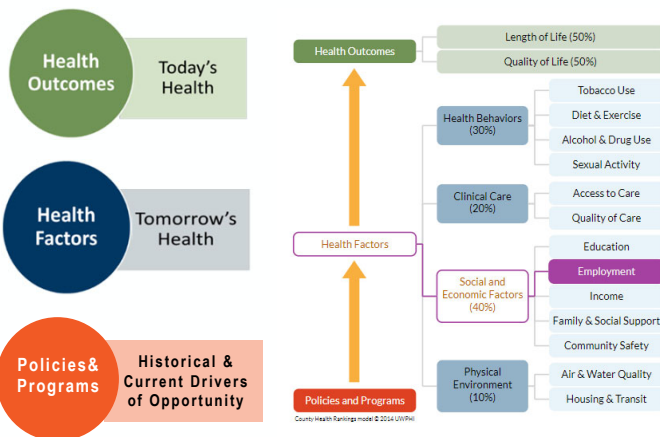 Health
Outcomes
Today's
Health
Health
Factors
Tomorrow's
Health
Policies&
Programs
Historical &
Current Drivers
of Opportunity
Health Outcomes
Length of Life (50%)
Quality of Life (50%)
Health Factors
Health Behaviors
(30%)
Tobacco Use
Diet & Exercise
Alcohol & Drug Use
Sexual Activity
Clinical Care
(20%)
Access to Care
Quality of Care
Social and
Economic Factors
(40%)
Education
Employment
Income
Family & Social Support
Community Safety
Physical
Environment
(10%)
Air & Water Quality
Housing & Transit
Policies and Programs
County Health Rankings model © 2014 UWPHI